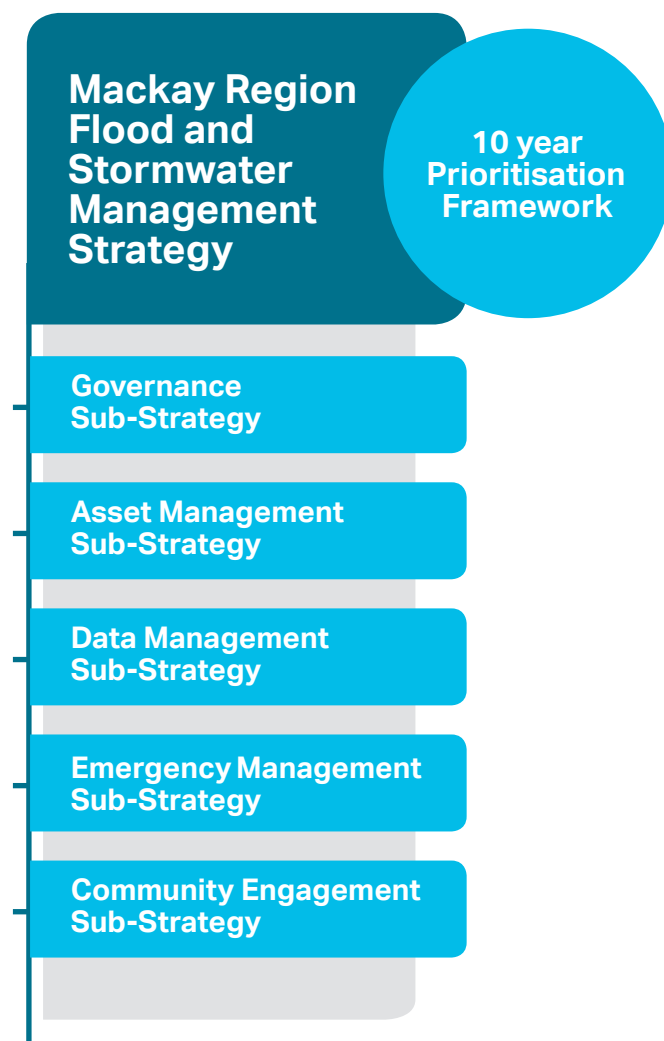 Mackay Region
Flood and
Stormwater
Management
Strategy
10 year
Prioritisation
Framework
Governance
Sub-Strategy
Asset Management
Sub-Strategy
Data Management
Sub-Strategy
Emergency Management
Sub-Strategy
Community Engagement
Sub-Strategy